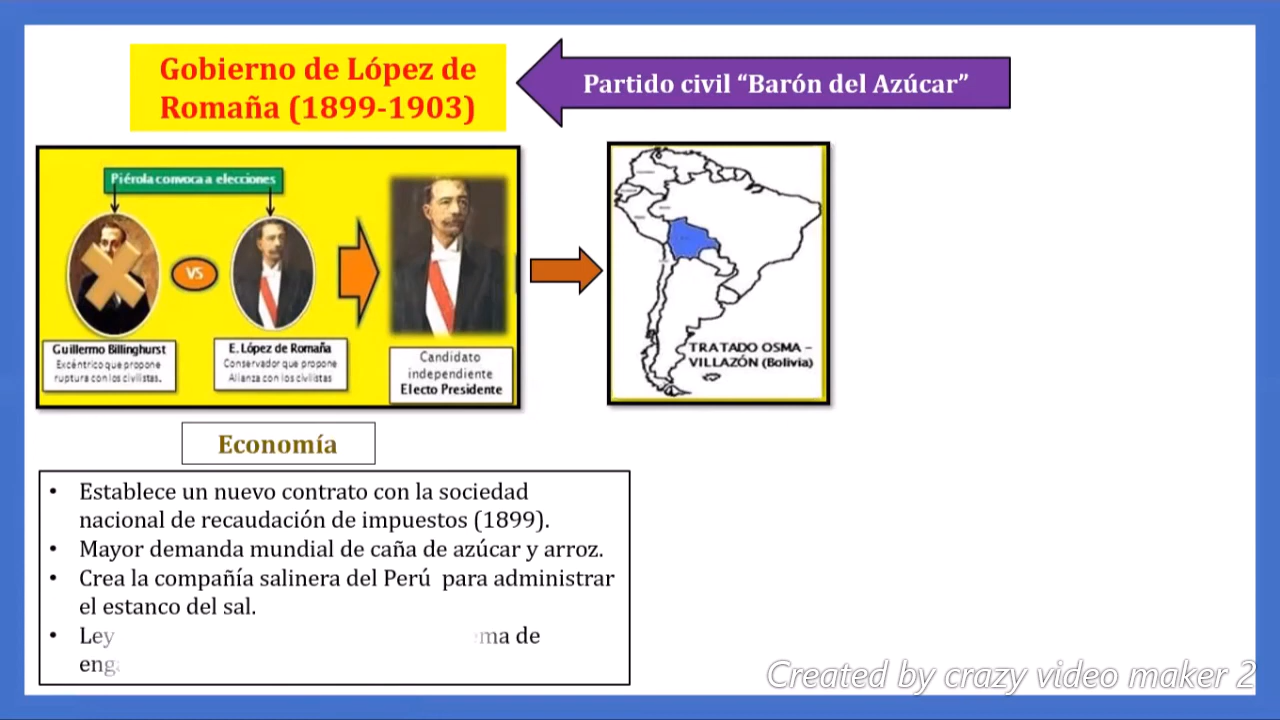 Gobierno de López de
Romaña (1899-1903)
Partido civil “Barón del Azúcar”
Piérola convoca a elecciones
VS
Guillermo Billinghurst
Excéntrico que propone
ruptura con los civilistas.
E. López de Romaña
Conservador que propone
Alianza con los civilistas
Candidato
independiente
Electo Presidente
TRATADO OSMA –
VILLAZÓN (Bolivia)
Economía
• Establece un nuevo contrato con la sociedad
nacional de recaudación de impuestos (1899).
• Mayor demanda mundial de caña de azúcar y arroz.
• Crea la compañía salinera del Perú para administrar
el estanco del sal.
• Ley de
Created by crazy video maker 2